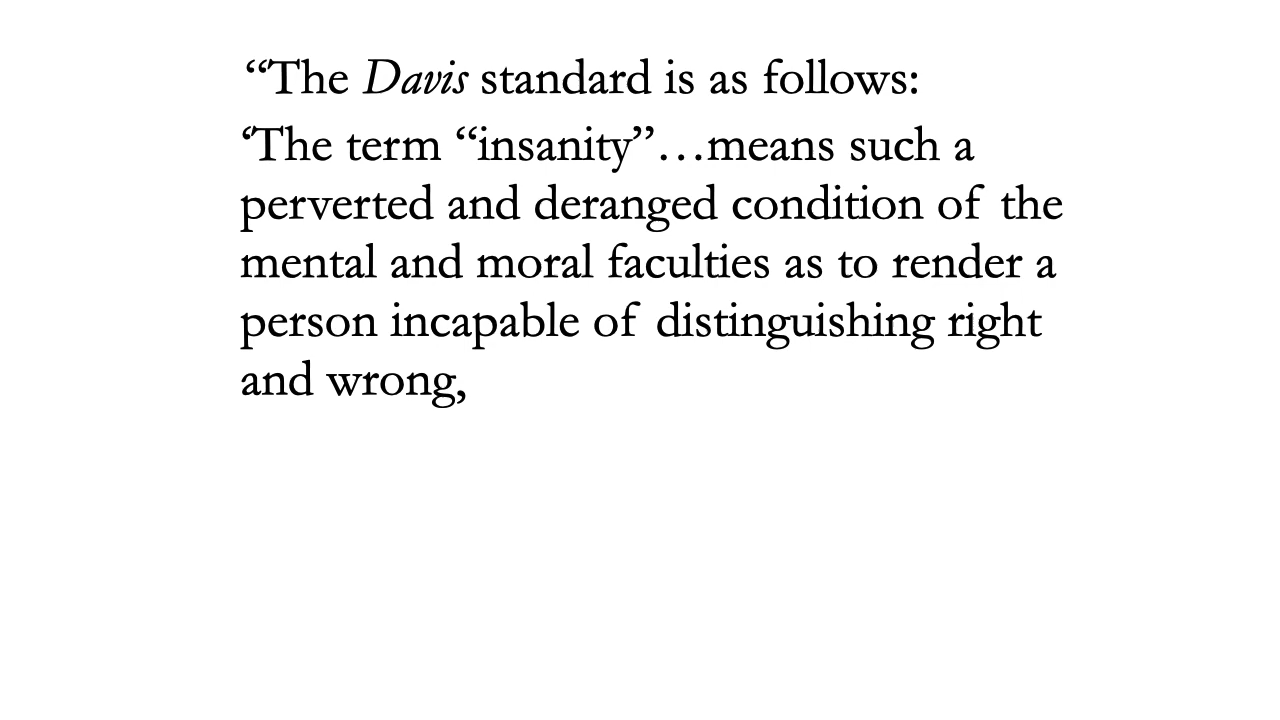 “The Davis standard is as follows:
‘The term “insanity”…means such a
perverted and deranged condition of the
mental and moral faculties as to render a
person incapable of distinguishing right
and wrong,